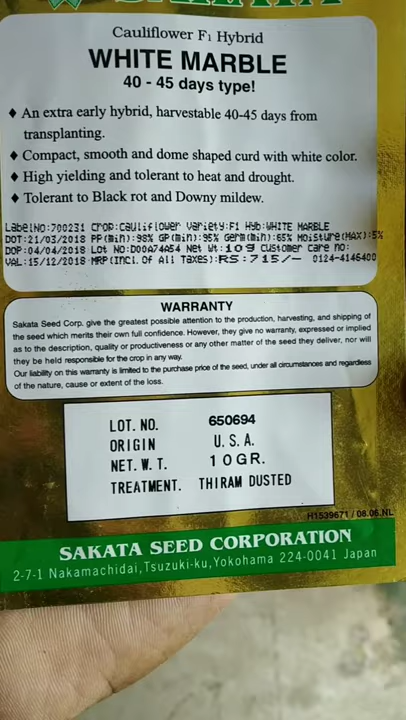 Cauliflower F1 Hybrid
WHITE MARBLE
40 - 45 days type!
♦ An extra early hybrid, harvestable 40-45 days from
transplanting.
♦ Compact, smooth and dome shaped curd with white color.
♦ High yielding and tolerant to heat and drought.
♦ Tolerant to Black rot and Downy mildew.
LabelNO:700231 CROP:Cauliflower Variety:F1 Hyb:WHITE MARBLE
DOT:21/03/2018 PP(min):98% GP(min):95% Germ(min):65% Moisture(MAX):5%
DOP:04/04/2018 Lot NO:D00A74A54 Net Wt:10g Customer Care no:
VAL:15/12/2018 MRP(Incl.Of All Taxes):RS:715/- 0124-4146400
WARRANTY
Sakata Seed Corp. give the greatest possible attention to the production, harvesting, and shipping of
the seed which merits their own full confidence. However, they give no warranty, expressed or implied
as to the description, quality or productiveness or any other matter of the seed they deliver, nor will
they be held responsible for the crop in any way.
Our liability on this warranty is limited to the purchase price of the seed, under all circumstances and regardless
of the nature, cause or extent of the loss.
LOT. NO. 650694
ORIGIN U. S. A.
NET. W. T. 10GR.
TREATMENT. THIRAM DUSTED
H1539671 / 08.06.NL
SAKATA SEED CORPORATION
2-7-1 Nakamachidai,Tsuzuki-ku,Yokohama 224-0041 Japan